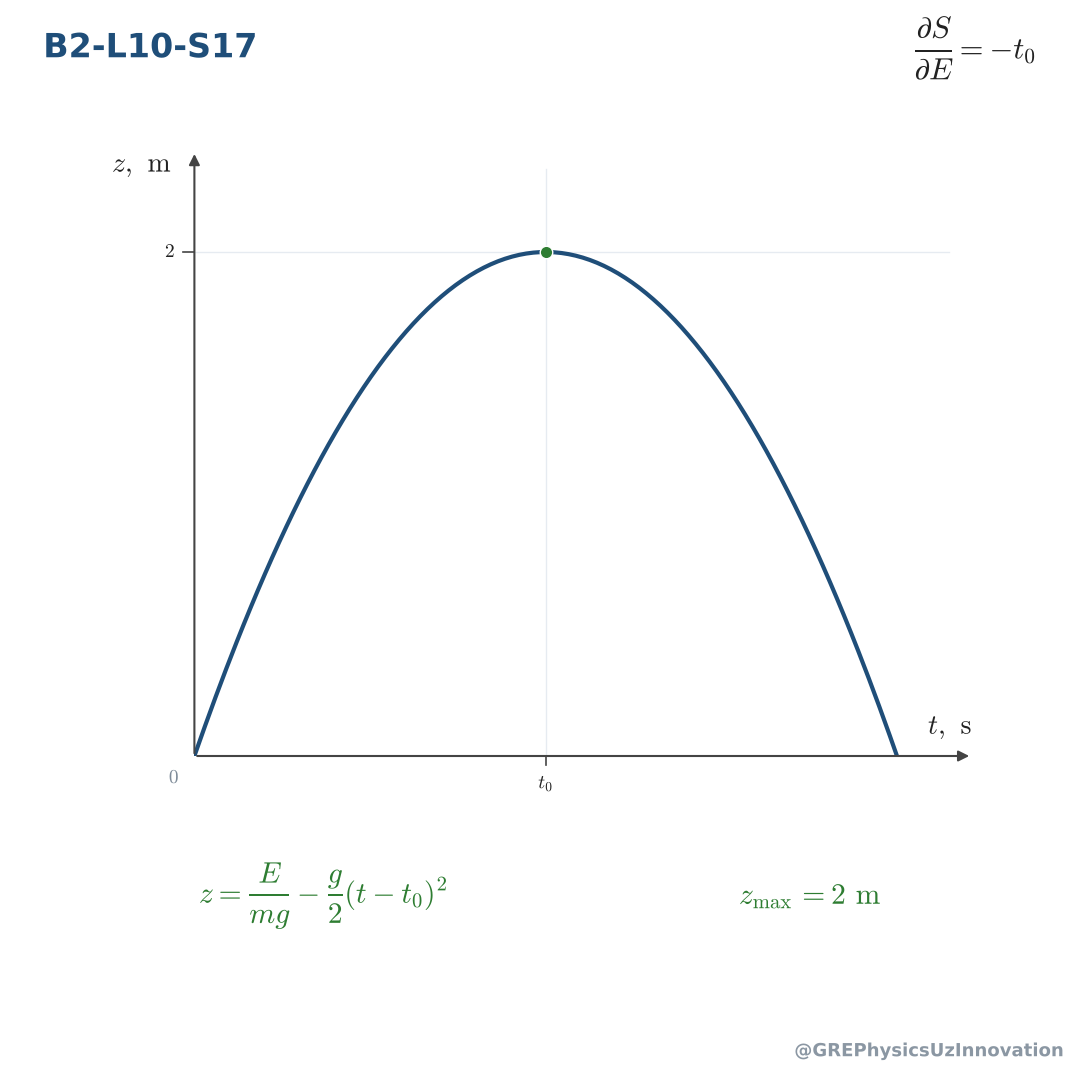 B2-L10-S17
∂S/∂E = −t₀
z, m
2
t, s
0
t₀
z = E/mg − g/2 (t − t₀)²
z_max = 2 m
@GREPhysicsUzInnovation